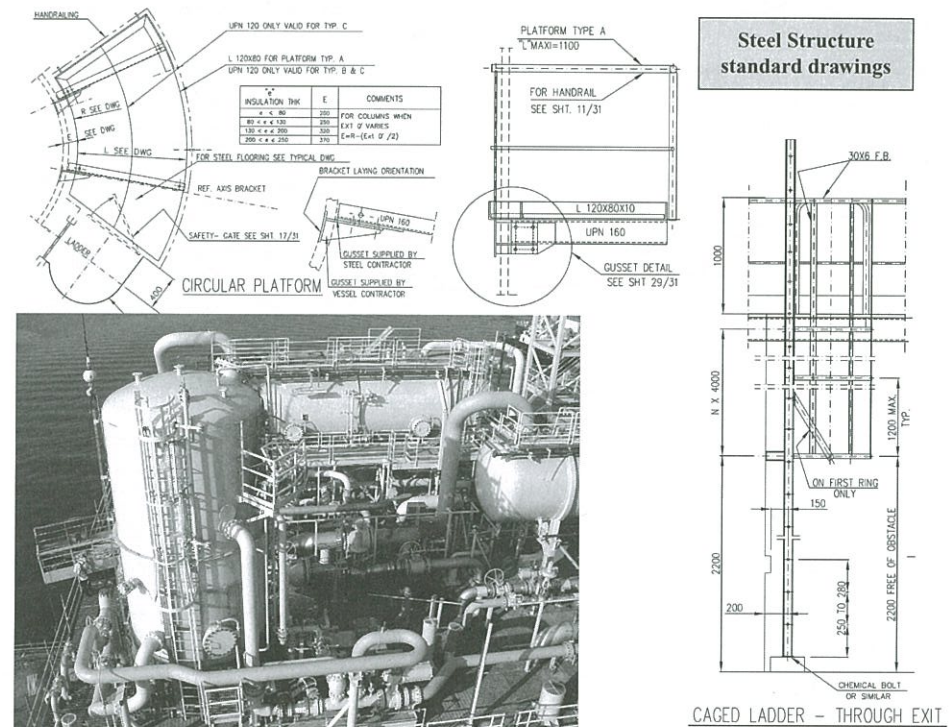 HANDRAILING
UPN 120 ONLY VALID FOR TYP. C
L 120X80 FOR PLATFORM TYP. A
UPN 120 ONLY VALID FOR TYP. B & C
R SEE DWG
SEE DWG
L SEE DWG
FOR STEEL FLOORING SEE TYPICAL DWG
REF. AXIS BRACKET
SAFETY- GATE SEE SHT. 17/31
LADDER
400
CIRCULAR PLATFORM
"e" INSULATION THK E COMMENTS
e < 80 200
80 < e < 130 250
130 < e < 200 320
200 < e < 250 370
FOR COLUMNS WHEN
EXT Ø VARIES
E=R-(Ext Ø /2)
BRACKET LAYING ORIENTATION
UPN 160
GUSSET SUPPLIED BY
STEEL CONTRACTOR
GUSSET SUPPLIED BY
VESSEL CONTRACTOR
PLATFORM TYPE A
"L"MAXI=1100
FOR HANDRAIL
SEE SHT. 11/31
L 120X80X10
UPN 160
GUSSET DETAIL
SEE SHT 29/31
Steel Structure
standard drawings
30X6 F.B.
1000
N X 4000
1200 MAX.
TYP.
ON FIRST RING
ONLY
150
2200
2200 FREE OF OBSTACLE
200
250 TO 280
CHEMICAL BOLT
OR SIMILAR
CAGED LADDER - THROUGH EXIT